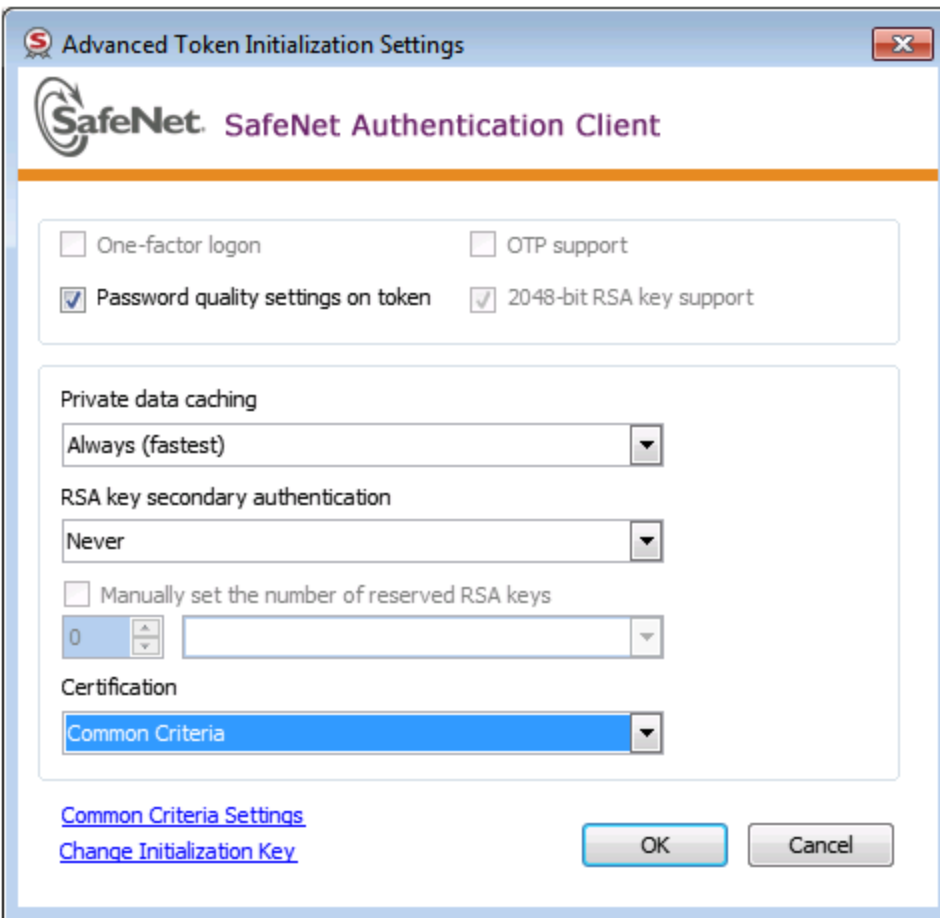 Advanced Token Initialization Settings
SafeNet. SafeNet Authentication Client
One-factor logon OTP support
Password quality settings on token 2048-bit RSA key support
Private data caching
Always (fastest)
RSA key secondary authentication
Never
Manually set the number of reserved RSA keys
0
Certification
Common Criteria
Common Criteria Settings
Change Initialization Key
OK Cancel